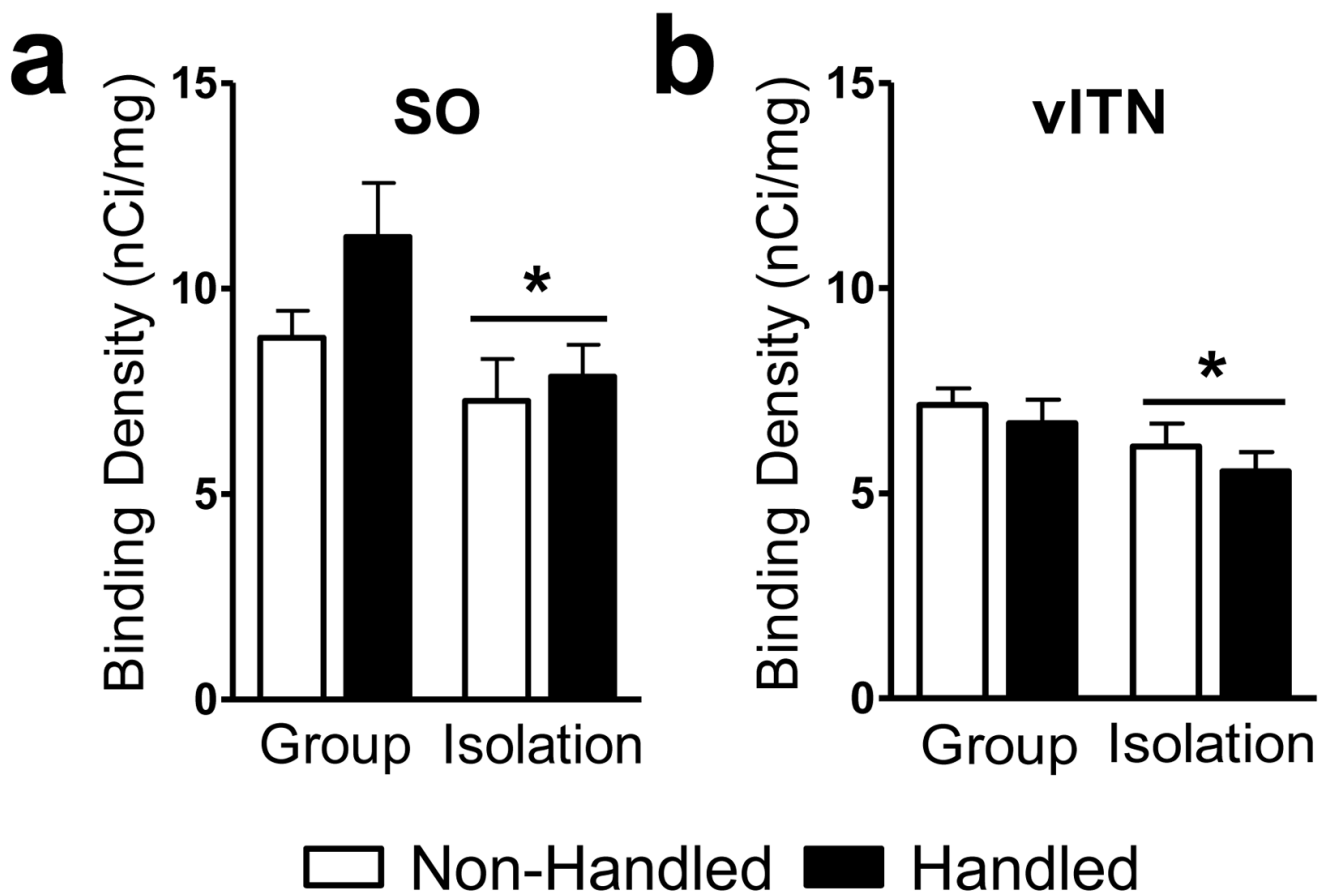 a
SO
Binding Density (nCi/mg)
15
10
5
0
*
Group Isolation
b
vITN
Binding Density (nCi/mg)
15
10
5
0
*
Group Isolation
Non-Handled Handled